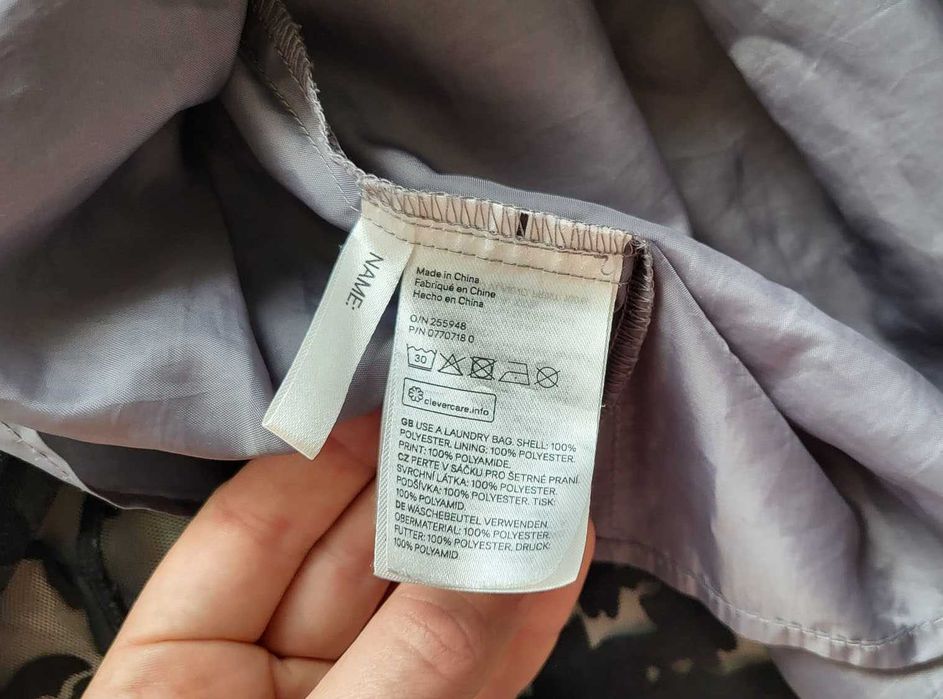 NAME:
Made in China
Fabriqué en Chine
Hecho en China
O/N 255948
P/N 0770718 0
30
clevercare.info
GB USE A LAUNDRY BAG. SHELL: 100%
POLYESTER. LINING: 100% POLYESTER.
PRINT: 100% POLYAMIDE.
CZ PERTE V SÁČKU PRO ŠETRNÉ PRANÍ.
SVRCHNÍ LÁTKA: 100% POLYESTER.
PODŠÍVKA: 100% POLYESTER. TISK:
100% POLYAMID.
DE WÄSCHEBEUTEL VERWENDEN.
OBERMATERIAL: 100% POLYESTER.
FUTTER: 100% POLYESTER. DRUCK:
100% POLYAMID